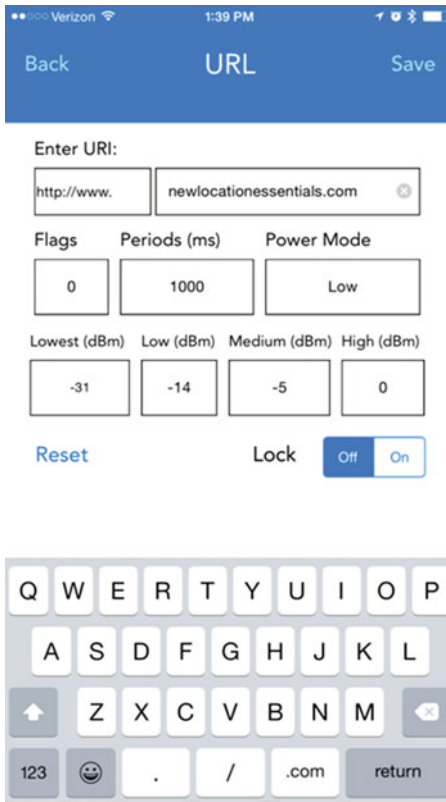 Verizon 1:39 PM
Back URL Save
Enter URI:
http://www. newlocationessentials.com
Flags Periods (ms) Power Mode
0 1000 Low
Lowest (dBm) Low (dBm) Medium (dBm) High (dBm)
-31 -14 -5 0
Reset Lock Off On
Q W E R T Y U I O P
A S D F G H J K L
Z X C V B N M
123 . / .com return